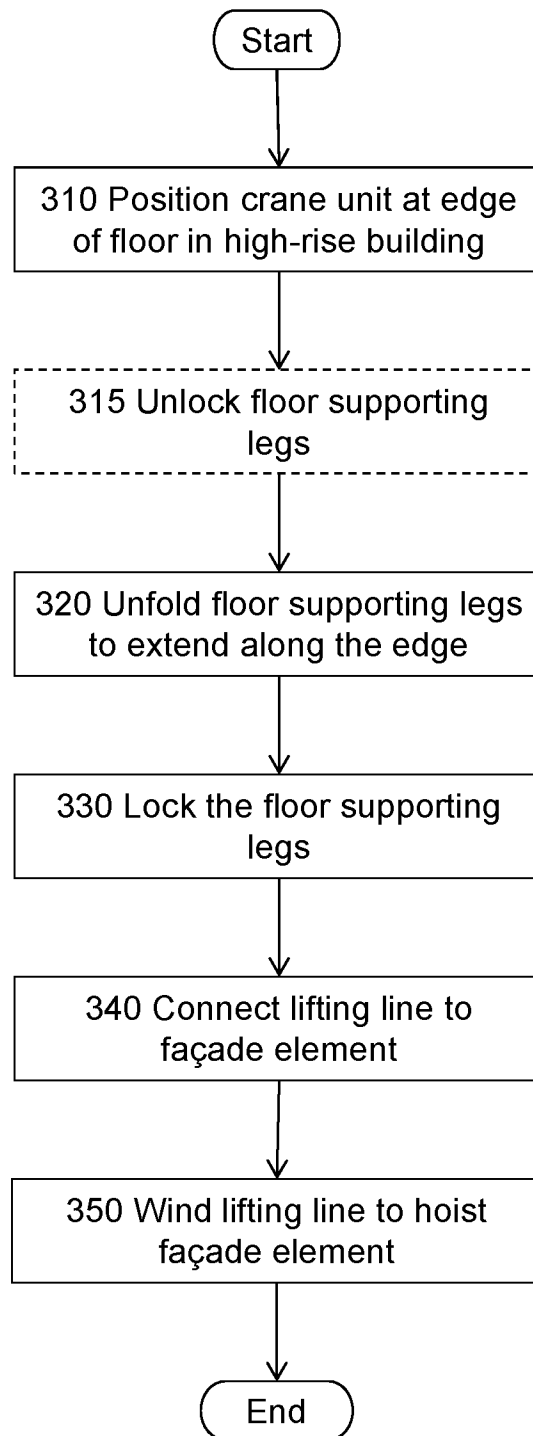 Start
310 Position crane unit at edge
of floor in high-rise building
315 Unlock floor supporting
legs
320 Unfold floor supporting legs
to extend along the edge
330 Lock the floor supporting
legs
340 Connect lifting line to
façade element
350 Wind lifting line to hoist
façade element
End